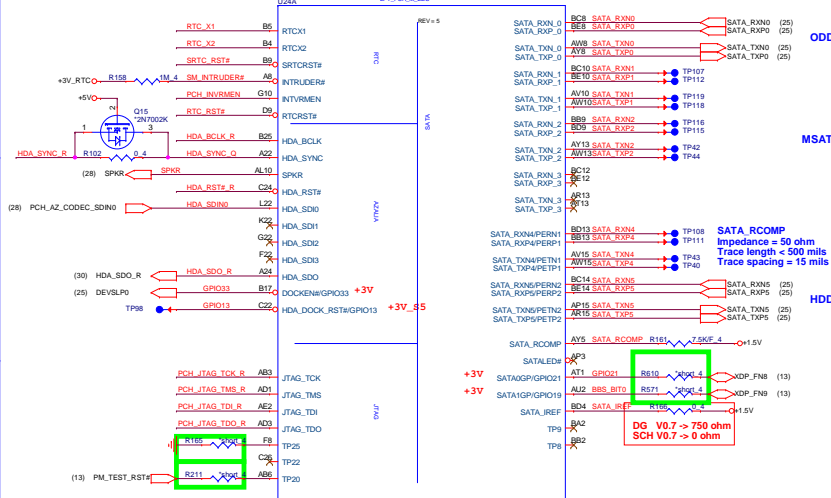 U24A
REV = 5
RTC_X1 B5 RTCX1
RTC_X2 B4 RTCX2
SRTC_RST# B9 SRTCRST#
+3V_RTC R158 1M_4 SM_INTRUDER# A8 INTRUDER#
+5V PCH_INVRMEN G10 INTVRMEN
RTC_RST# D9 RTCRST#
RTC
Q15
*2N7002K
2
1 3
HDA_BCLK_R B25 HDA_BCLK
HDA_SYNC_R R102 0_4 HDA_SYNC_Q A22 HDA_SYNC
(28) SPKR SPKR AL10 SPKR
HDA_RST#_R C24 HDA_RST#
(28) PCH_AZ_CODEC_SDIN0 HDA_SDIN0 L22 HDA_SDI0
K22 HDA_SDI1
G22 HDA_SDI2
F22 HDA_SDI3
AZALIA
(30) HDA_SDO_R HDA_SDO_R A24 HDA_SDO
(25) DEVSLP0 GPIO33 B17 DOCKEN#/GPIO33 +3V
TP98 GPIO13 C22 HDA_DOCK_RST#/GPIO13 +3V_S5
PCH_JTAG_TCK_R AB3 JTAG_TCK
PCH_JTAG_TMS_R AD1 JTAG_TMS
PCH_JTAG_TDI_R AE2 JTAG_TDI
PCH_JTAG_TDO_R AD3 JTAG_TDO
JTAG
R165 *short_4 F8 TP25
C26 TP22
(13) PM_TEST_RST# R211 *short_4 AB6 TP20
SATA
SATA_RXN_0 BC8 SATA_RXN0 SATA_RXN0 (25)
SATA_RXP_0 BE8 SATA_RXP0 SATA_RXP0 (25)
ODD
SATA_TXN_0 AW8 SATA_TXN0 SATA_TXN0 (25)
SATA_TXP_0 AY8 SATA_TXP0 SATA_TXP0 (25)
SATA_RXN_1 BC10 SATA_RXN1 TP107
SATA_RXP_1 BE10 SATA_RXP1 TP112
SATA_TXN_1 AV10 SATA_TXN1 TP119
SATA_TXP_1 AW10 SATA_TXP1 TP118
SATA_RXN_2 BB9 SATA_RXN2 TP116
SATA_RXP_2 BD9 SATA_RXP2 TP115
MSAT
SATA_TXN_2 AY13 SATA_TXN2 TP42
SATA_TXP_2 AW13 SATA_TXP2 TP44
SATA_RXN_3 BC12
SATA_RXP_3 BE12
SATA_TXN_3 AR13
SATA_TXP_3
SATA_RXN4/PERN1 BD13 SATA_RXN4 TP108
SATA_RXP4/PERP1 BB13 SATA_RXP4 TP111
SATA_TXN4/PETN1 AV15 SATA_TXN4 TP43
SATA_TXP4/PETP1 AW15 SATA_TXP4 TP40
SATA_RCOMP
Impedance = 50 ohm
Trace length < 500 mils
Trace spacing = 15 mils
SATA_RXN5/PERN2 BC14 SATA_RXN5 SATA_RXN5 (25)
SATA_RXP5/PERP2 BE14 SATA_RXP5 SATA_RXP5 (25)
HDD
SATA_TXN5/PETN2 AP15 SATA_TXN5 SATA_TXN5 (25)
SATA_TXP5/PETP2 AR15 SATA_TXP5 SATA_TXP5 (25)
SATA_RCOMP AY5 SATA_RCOMP R161 7.5K/F_4 +1.5V
SATALED# AP3
+3V SATA0GP/GPIO21 AT1 GPIO21 R610 *short_4 XDP_FN8 (13)
+3V SATA1GP/GPIO19 AU2 BBS_BIT0 R571 *short_4 XDP_FN9 (13)
SATA_IREF BD4 SATA_IREF R166 0_4 +1.5V
TP9 BA2
TP8 BB2
DG V0.7 -> 750 ohm
SCH V0.7 -> 0 ohm